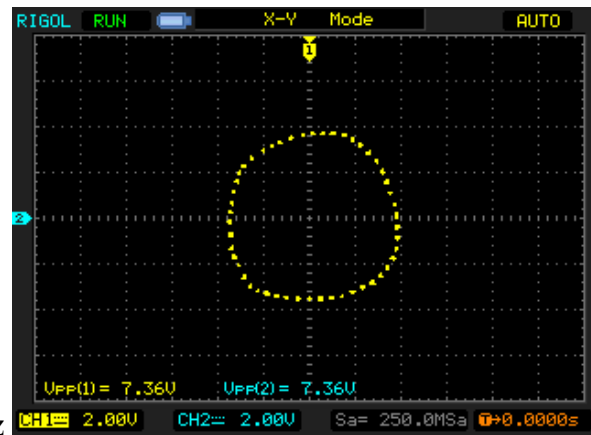 RIGOL RUN X-Y Mode AUTO
1
2
Vpp(1)= 7.36V Vpp(2)= 7.36V
z CH1 2.00V CH2 2.00V Sa= 250.0MSa T→0.0000s